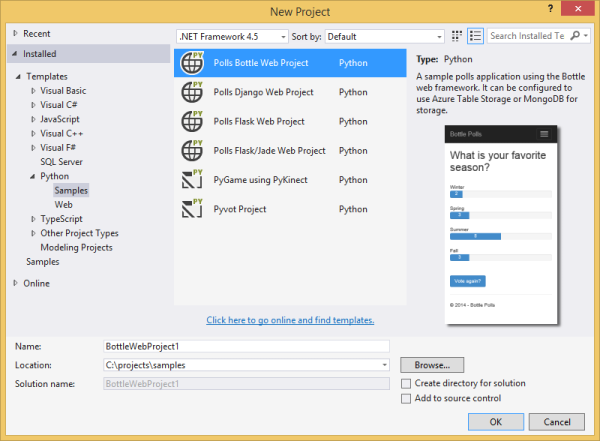 New Project
?
Recent
Installed
Templates
Visual Basic
Visual C#
JavaScript
Visual C++
Visual F#
SQL Server
Python
Samples
Web
TypeScript
Other Project Types
Modeling Projects
Samples
Online
.NET Framework 4.5
Sort by: Default
Search Installed Te
PY Polls Bottle Web Project Python
PY Polls Django Web Project Python
PY Polls Flask Web Project Python
PY Polls Flask/Jade Web Project Python
PY PyGame using PyKinect Python
PY Pyvot Project Python
Click here to go online and find templates.
Type: Python
A sample polls application using the Bottle
web framework. It can be configured to
use Azure Table Storage or MongoDB for
storage.
Bottle Polls
What is your favorite
season?
Winter
Spring
Summer
Fall
Vote again?
© 2014 - Bottle Polls
Name: BottleWebProject1
Location: C:\projects\samples
Browse...
Solution name: BottleWebProject1
Create directory for solution
Add to source control
OK
Cancel